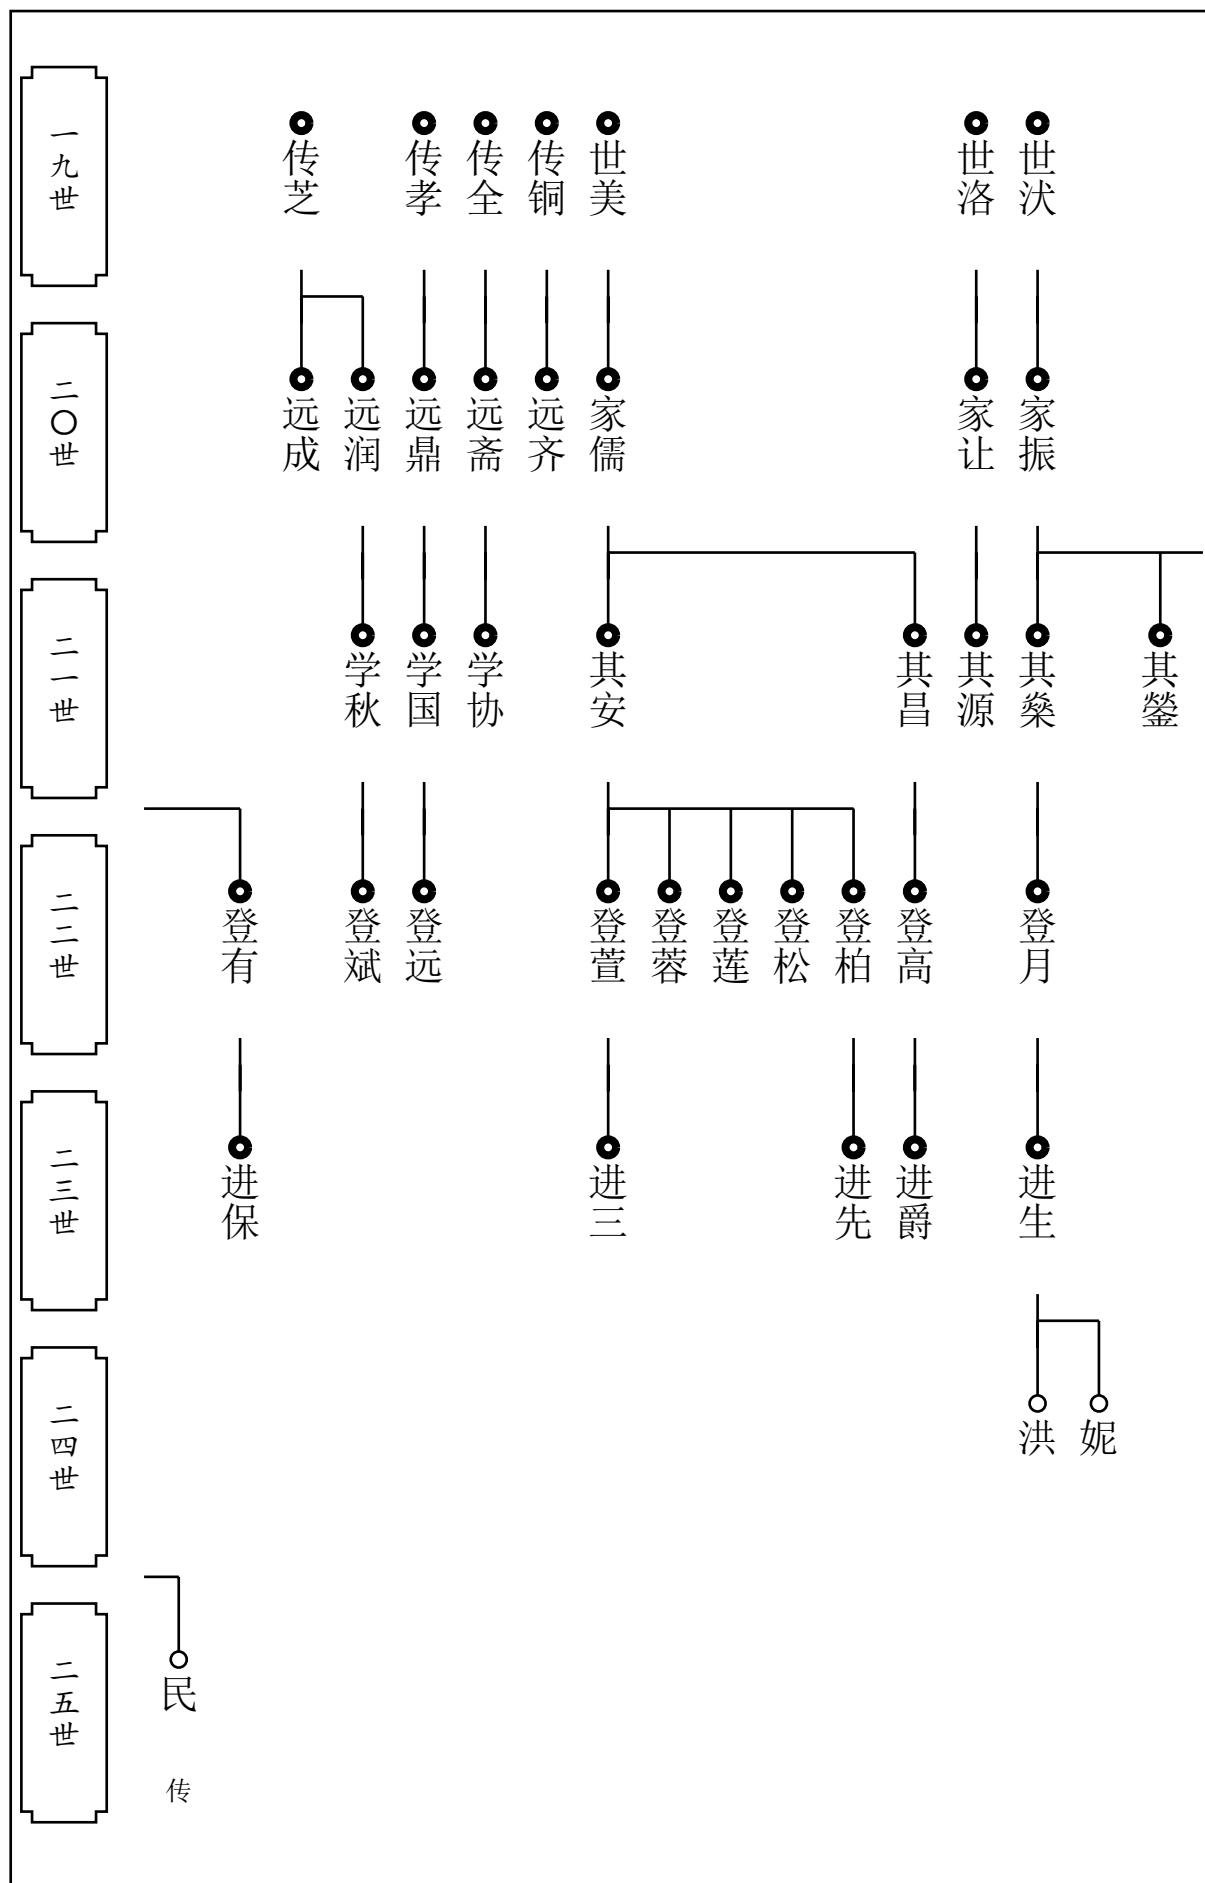 一九世
传芝
传孝
传全
传铜
世美
世洛
世洑
二〇世
远成
远润
远鼎
远斋
远齐
家儒
家让
家振
二一世
学秋
学国
学协
其安
其昌
其源
其燊
其鎣
二二世
登有
登斌
登远
登萱
登蓉
登莲
登松
登柏
登高
登月
二三世
进保
进三
进先
进爵
进生
二四世
洪
妮
二五世
民
传